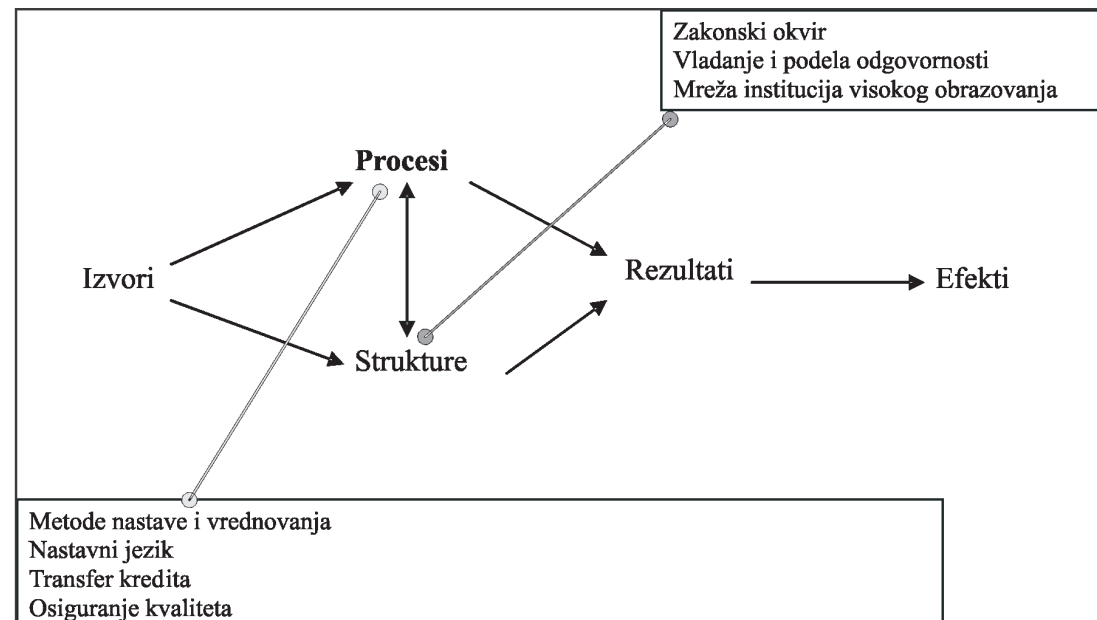 Zakonski okvir
Vladanje i podela odgovornosti
Mreža institucija visokog obrazovanja
Procesi
Izvori
Rezultati
Efekti
Strukture
Metode nastave i vrednovanja
Nastavni jezik
Transfer kredita
Osiguranje kvaliteta